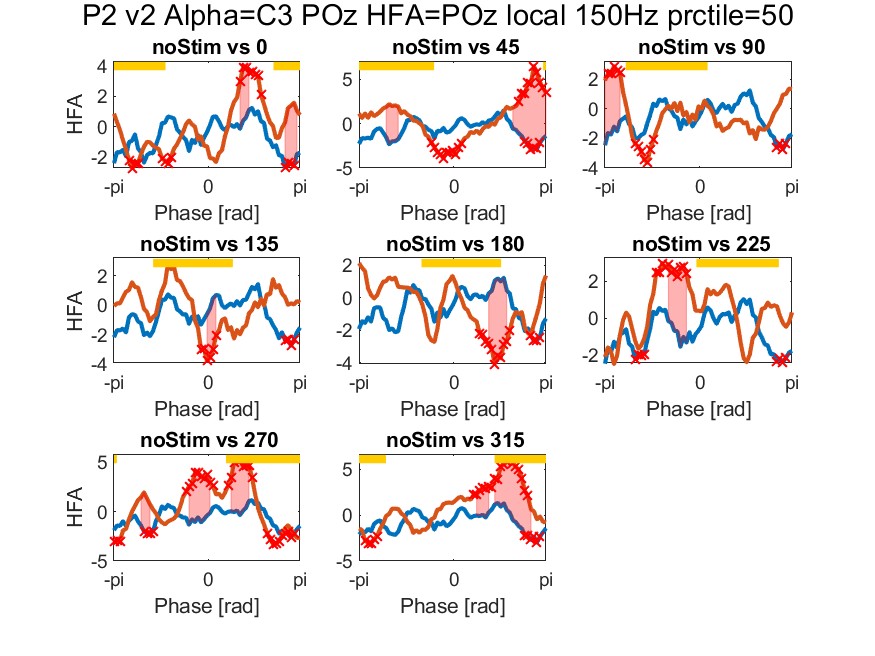 P2 v2 Alpha=C3 POz HFA=POz local 150Hz prctile=50
noStim vs 0
noStim vs 45
noStim vs 90
4
2
0
-2
HFA
5
0
-5
2
0
-2
-4
-pi 0 pi
-pi 0 pi
-pi 0 pi
Phase [rad]
Phase [rad]
Phase [rad]
noStim vs 135
noStim vs 180
noStim vs 225
2
0
-2
-4
HFA
2
0
-2
-4
2
0
-2
-pi 0 pi
-pi 0 pi
-pi 0 pi
Phase [rad]
Phase [rad]
Phase [rad]
noStim vs 270
noStim vs 315
5
0
-5
HFA
5
0
-5
-pi 0 pi
-pi 0 pi
Phase [rad]
Phase [rad]